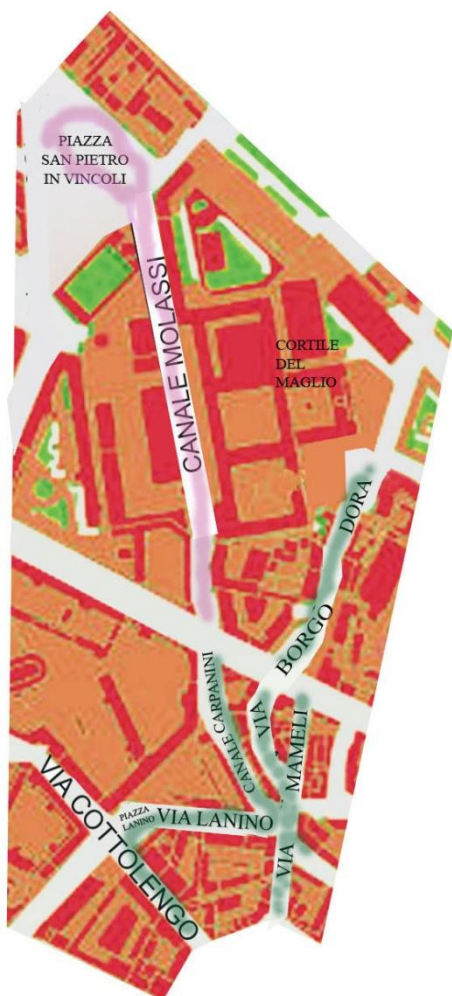 PIAZZA
SAN PIETRO
IN VINCOLI
CANALE MOLASSI
CORTILE
DEL
MAGLIO
VIA BORGO DORA
CANALE CARPANINI
VIA MAMELI
PIAZZA
LANINO
VIA LANINO
VIA COTTOLENGO